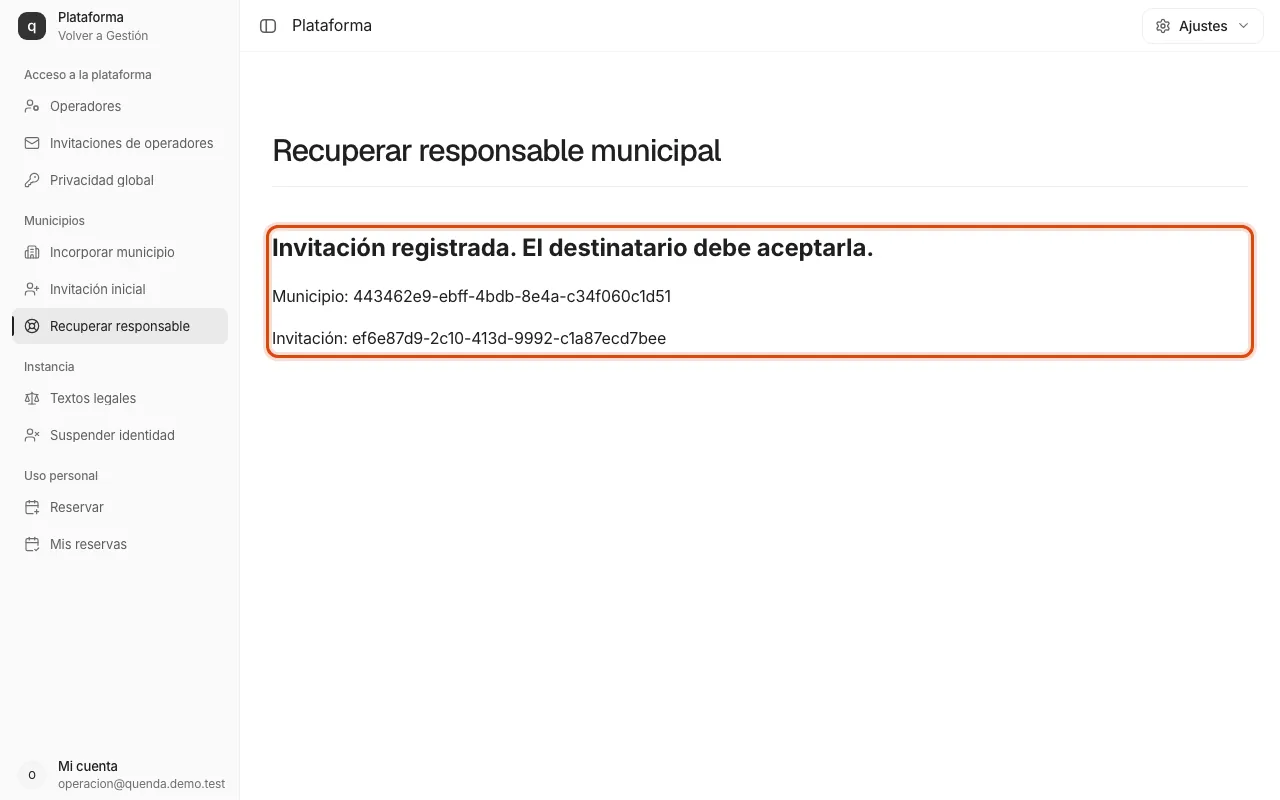 q
Plataforma
Volver a Gestión
Acceso a la plataforma
Operadores
Invitaciones de operadores
Privacidad global
Municipios
Incorporar municipio
Invitación inicial
Recuperar responsable
Instancia
Textos legales
Suspender identidad
Uso personal
Reservar
Mis reservas
O
Mi cuenta
operacion@quenda.demo.test
Plataforma
Ajustes
Recuperar responsable municipal
Invitación registrada. El destinatario debe aceptarla.
Municipio: 443462e9-ebff-4bdb-8e4a-c34f060c1d51
Invitación: ef6e87d9-2c10-413d-9992-c1a87ecd7bee